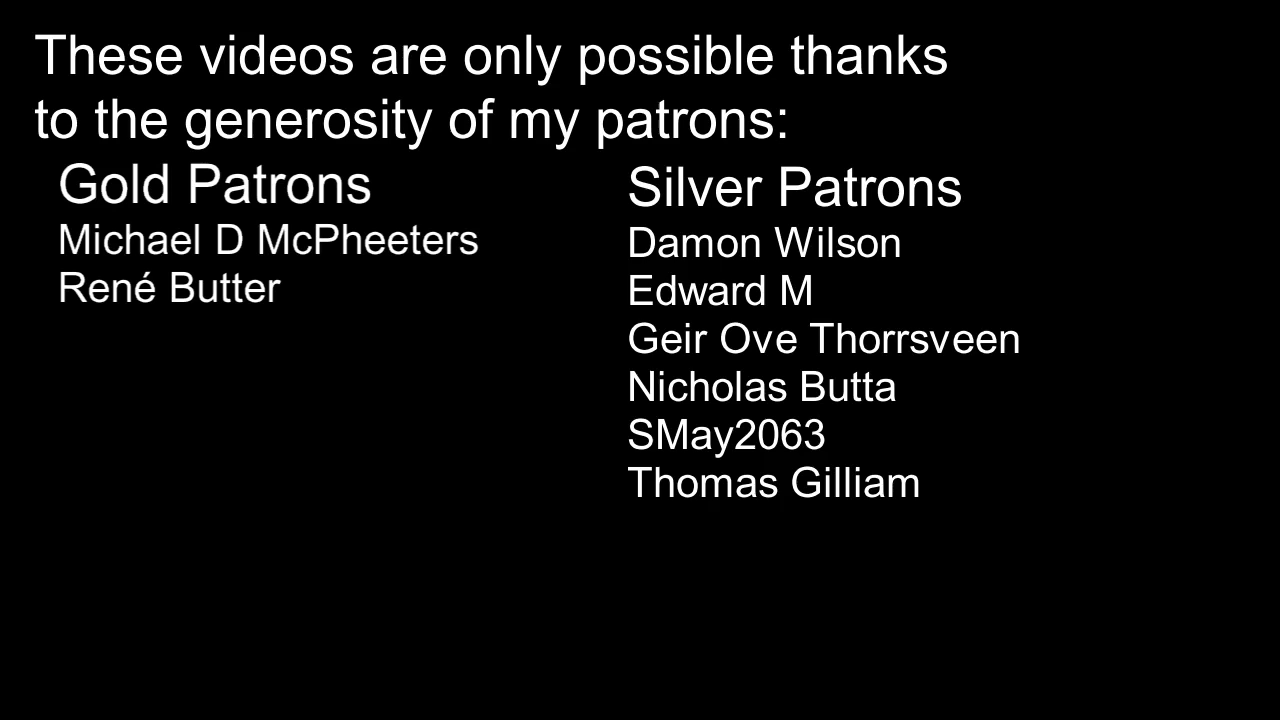 These videos are only possible thanks
to the generosity of my patrons:
Gold Patrons
Michael D McPheeters
René Butter
Silver Patrons
Damon Wilson
Edward M
Geir Ove Thorrsveen
Nicholas Butta
SMay2063
Thomas Gilliam